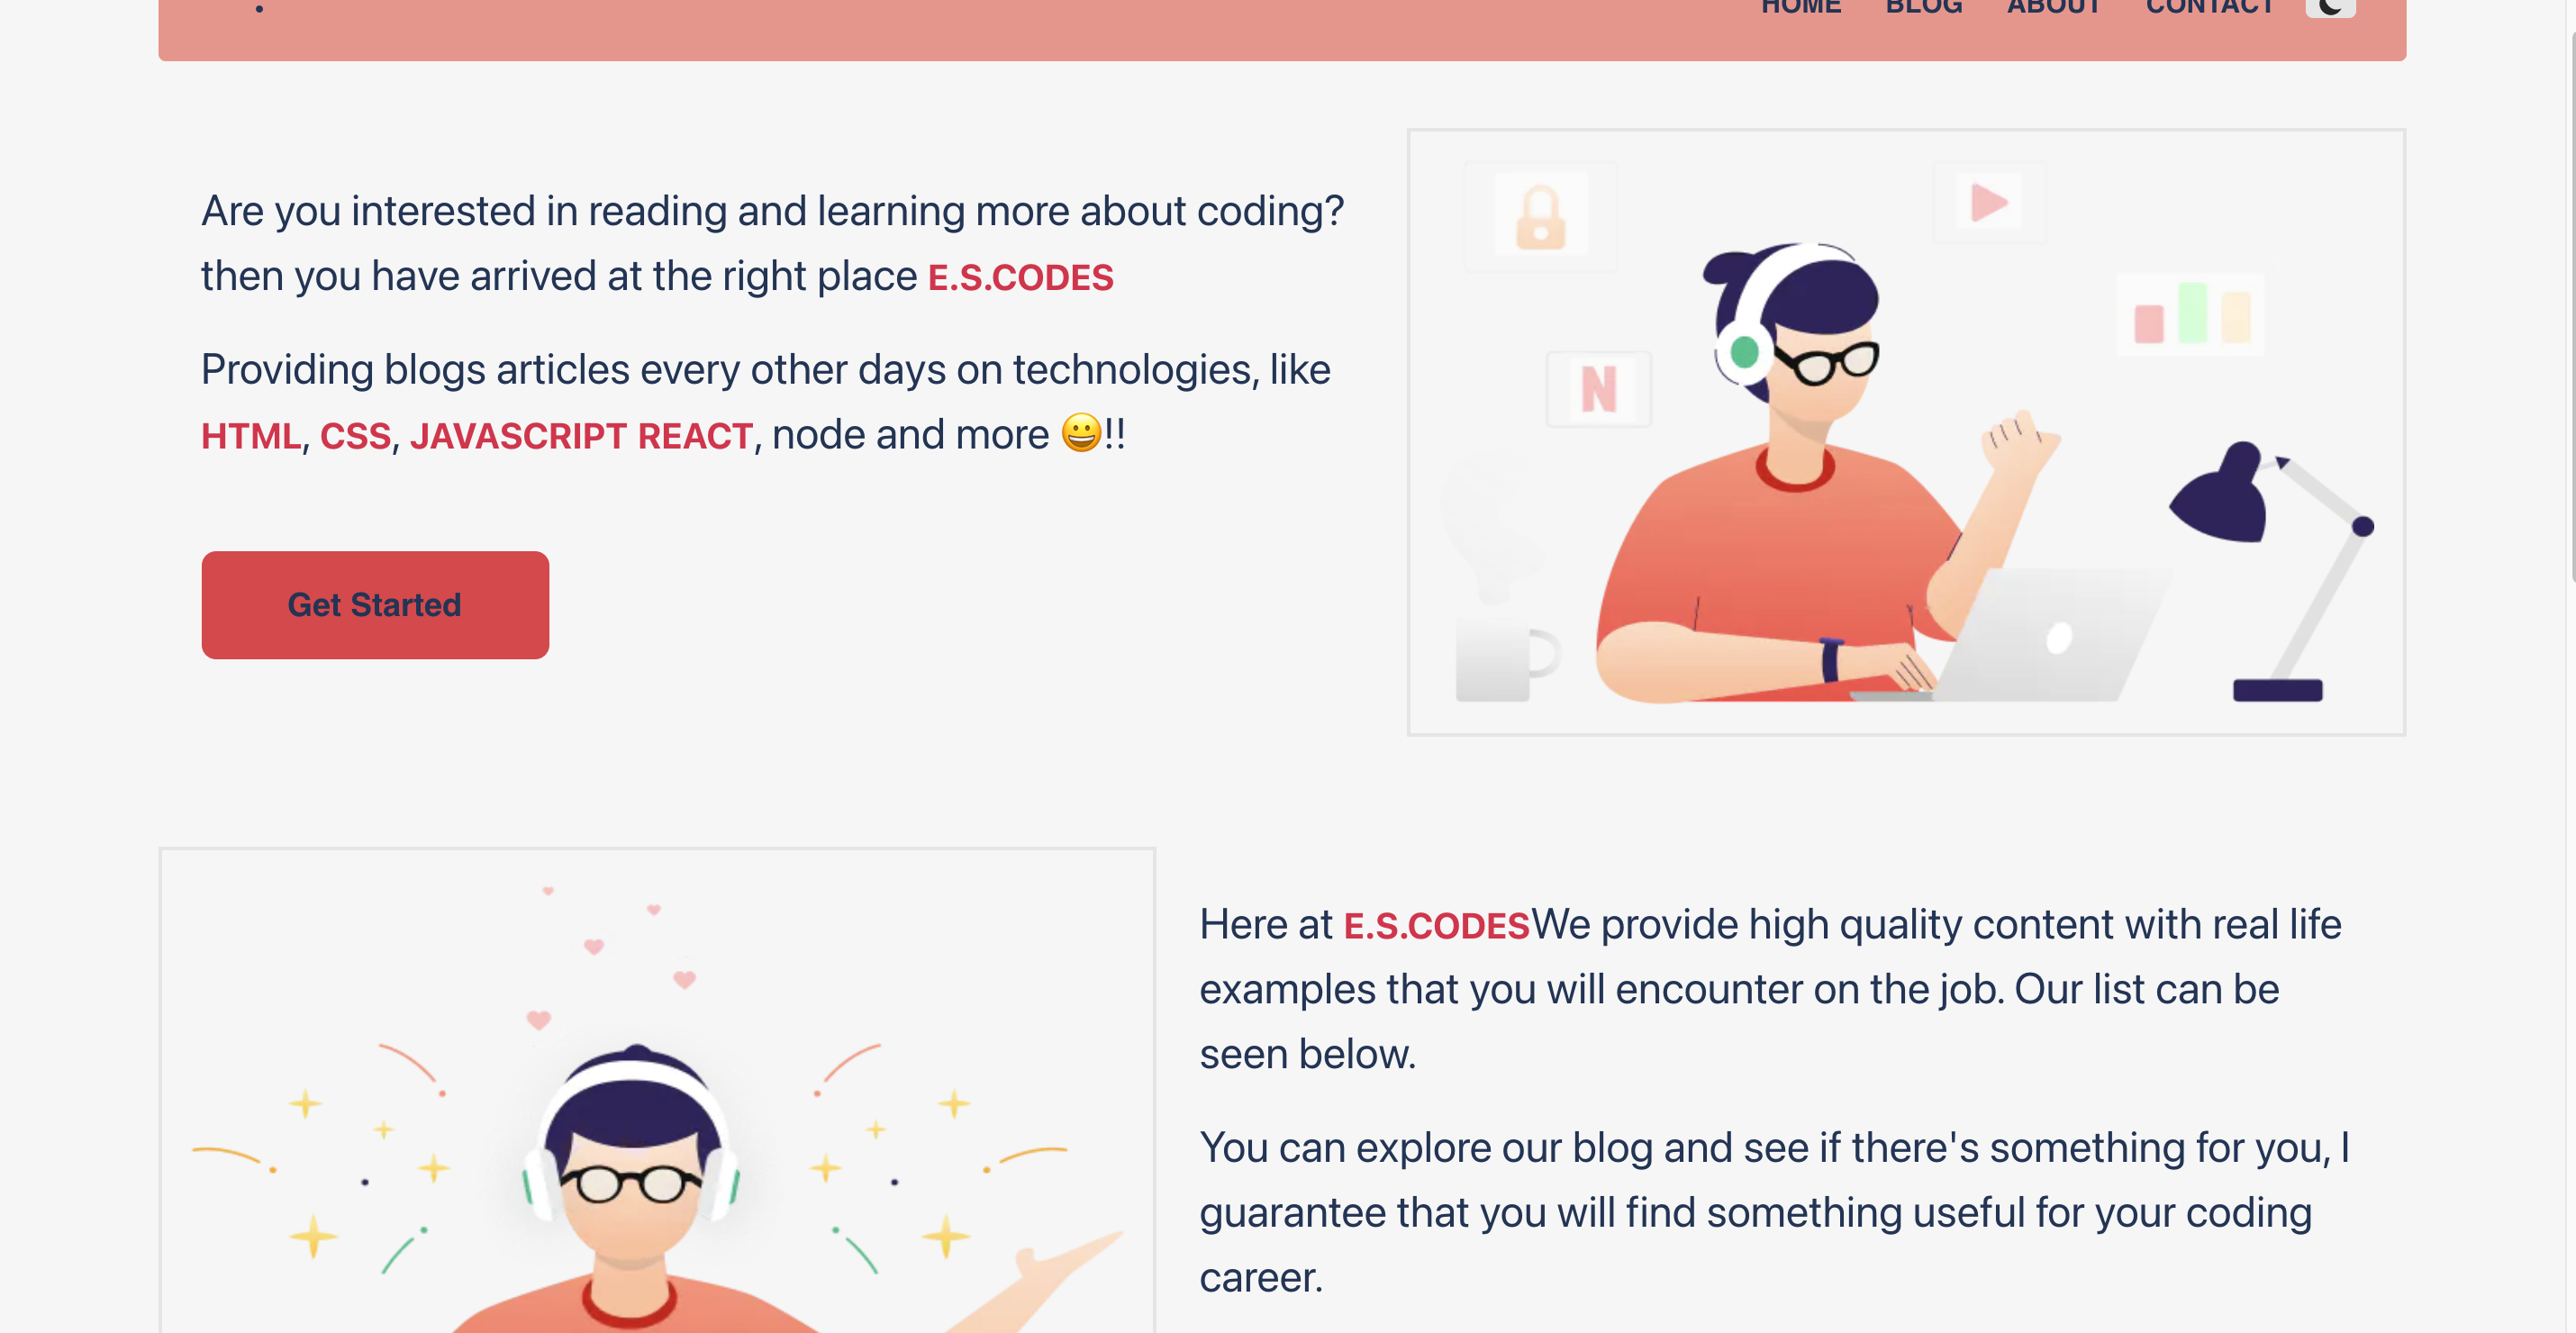 HOME BLOG ABOUT CONTACT
Are you interested in reading and learning more about coding?
then you have arrived at the right place E.S.CODES
Providing blogs articles every other days on technologies, like
HTML, CSS, JAVASCRIPT REACT, node and more 😀!!
N
Get Started
Here at E.S.CODESWe provide high quality content with real life
examples that you will encounter on the job. Our list can be
seen below.
You can explore our blog and see if there's something for you, I
guarantee that you will find something useful for your coding
career.